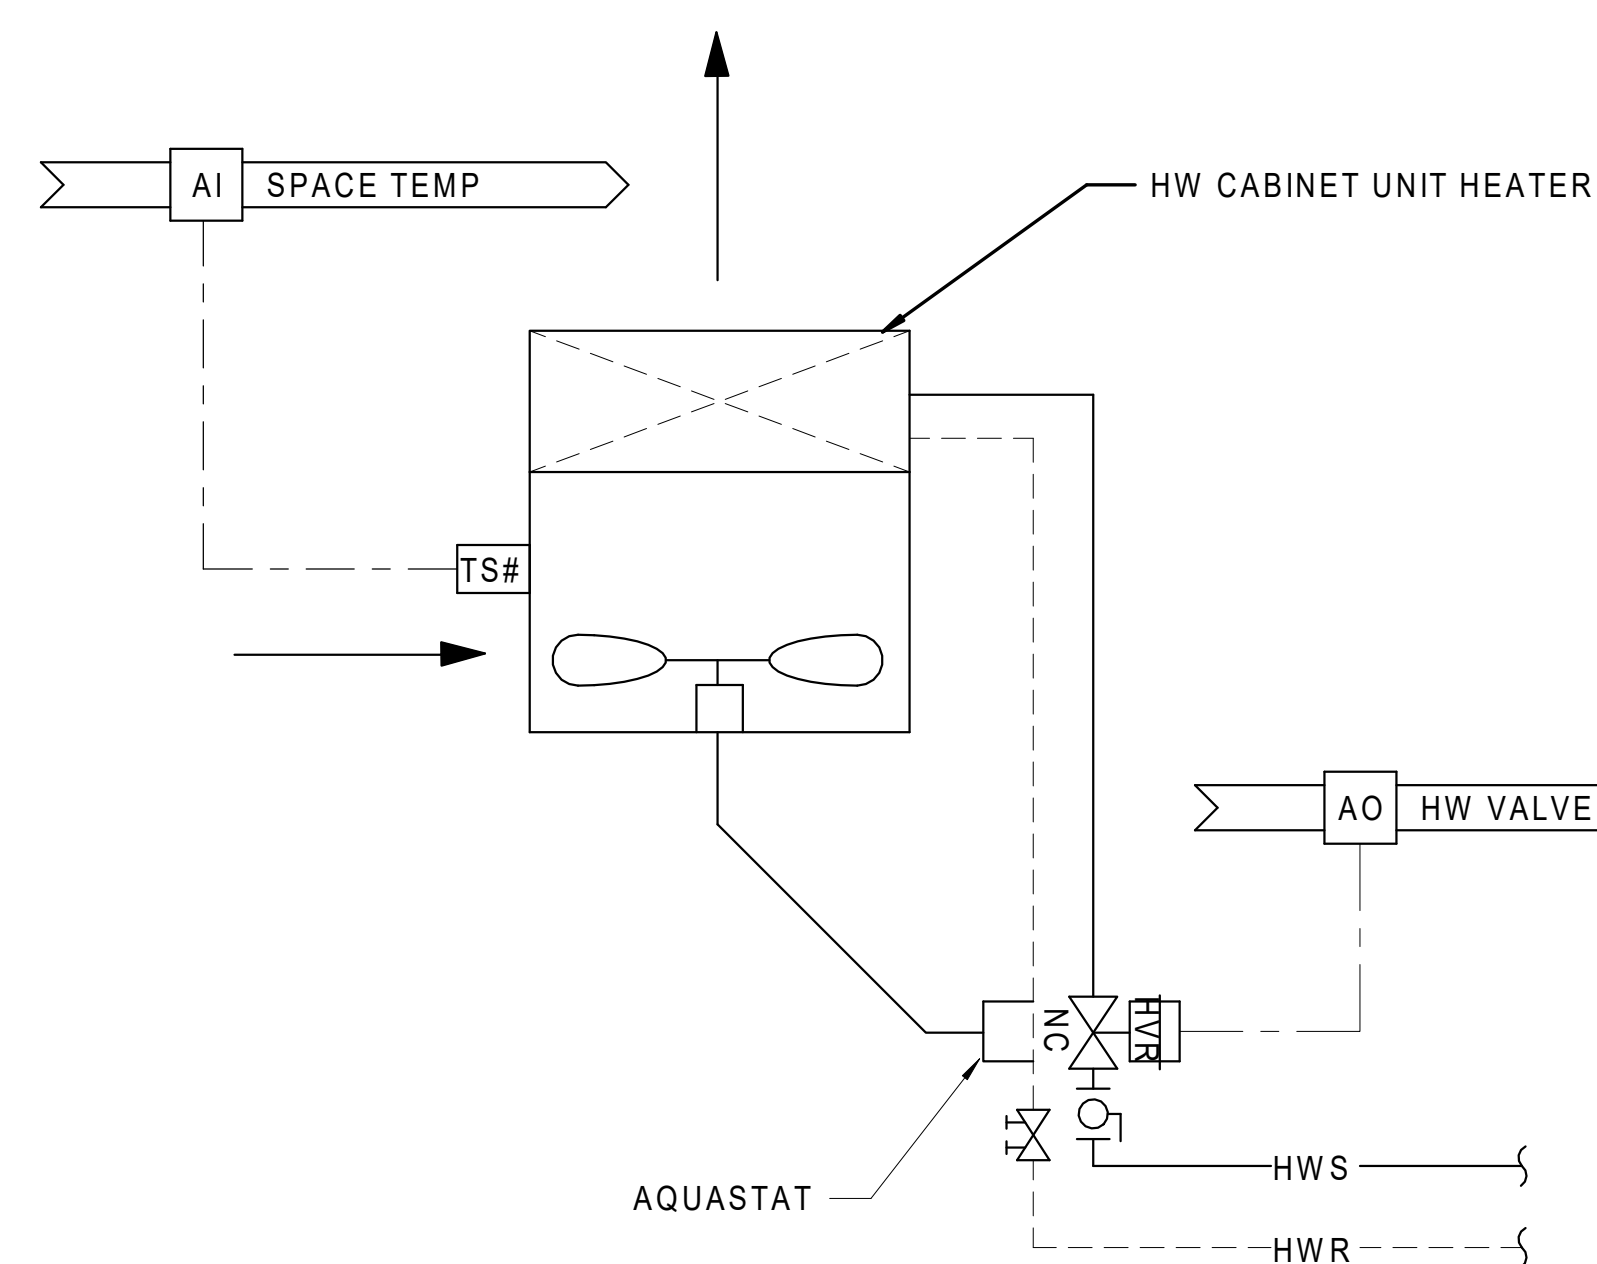 HW CABINET UNIT HEATER
AI SPACE TEMP
TS#
AO HW VALVE
NC
HVR
HWS
AQUASTAT
HWR